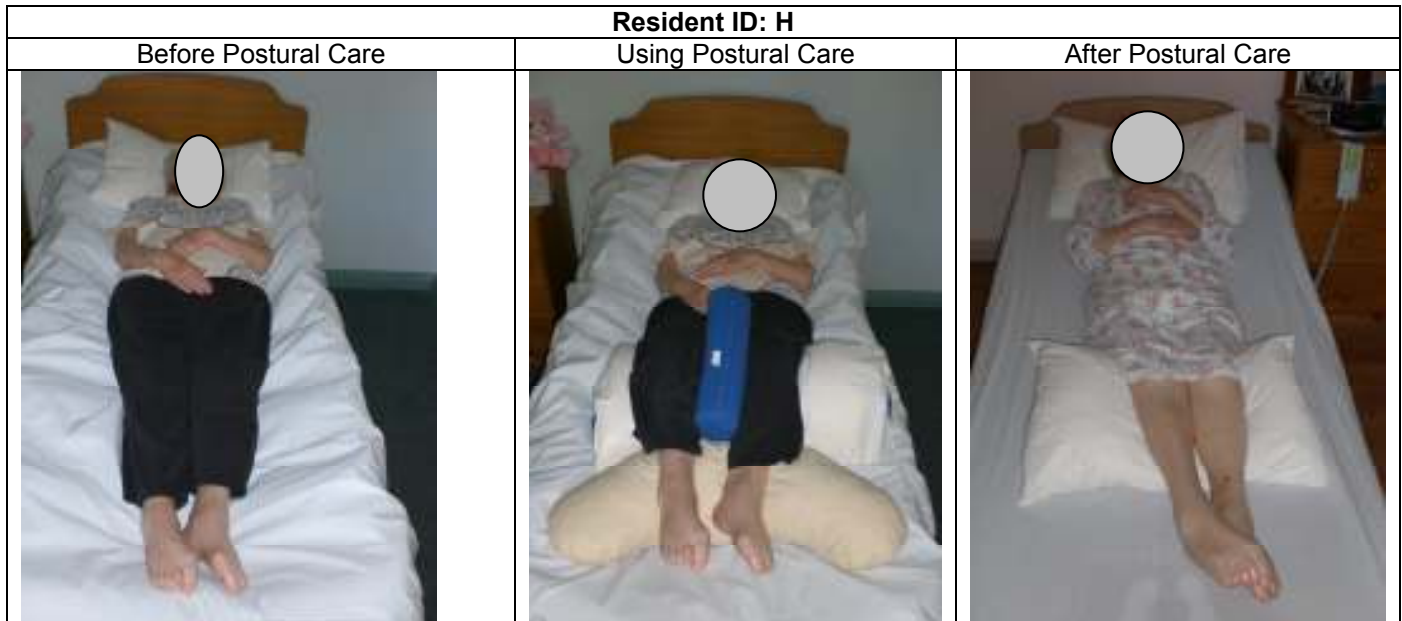 Resident ID: H
Before Postural Care
Using Postural Care
After Postural Care